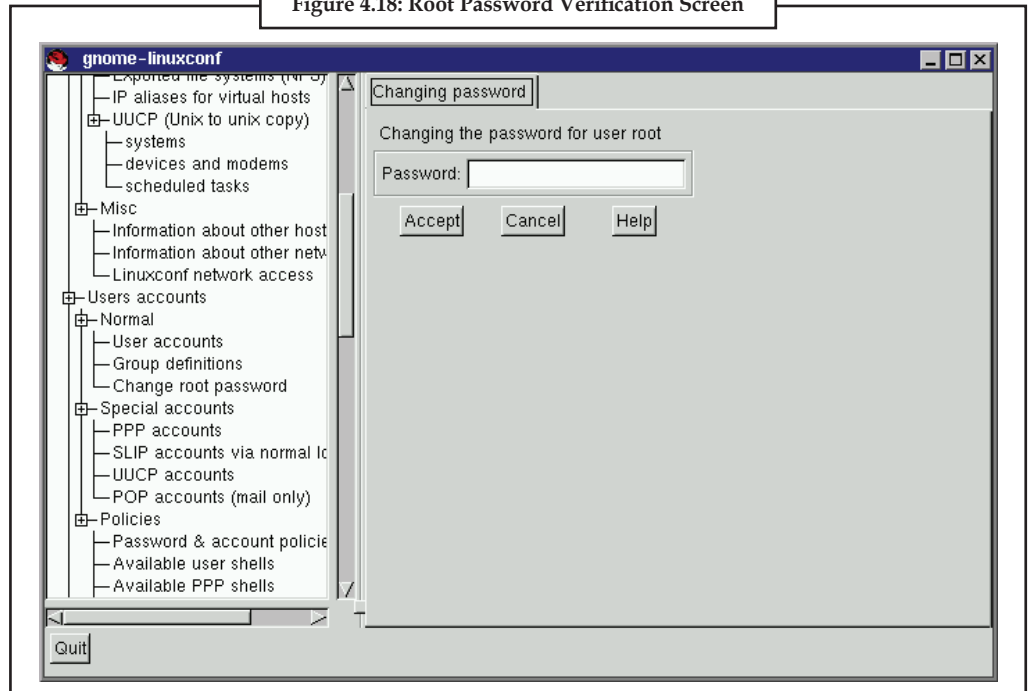 Figure 4.18: Root Password Verification Screen
gnome-linuxconf
Exported file systems (NFS)
IP aliases for virtual hosts
UUCP (Unix to unix copy)
systems
devices and modems
scheduled tasks
Misc
Information about other host
Information about other netw
Linuxconf network access
Users accounts
Normal
User accounts
Group definitions
Change root password
Special accounts
PPP accounts
SLIP accounts via normal lo
UUCP accounts
POP accounts (mail only)
Policies
Password & account policie
Available user shells
Available PPP shells
Quit
Changing password
Changing the password for user root
Password:
Accept Cancel Help